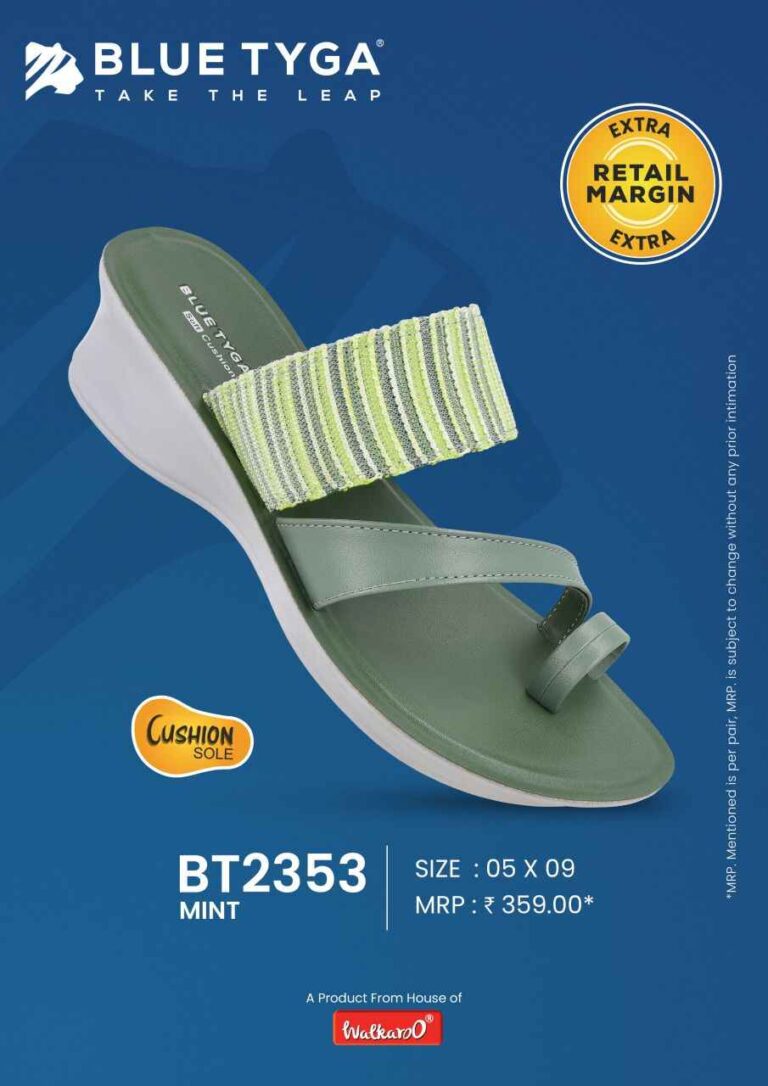 BLUE TYGA®
TAKE THE LEAP
EXTRA
RETAIL
MARGIN
EXTRA
BLUE TYGA
Soft Cushion
*MRP. Mentioned is per pair, MRP. is subject to change without any prior intimation
CUSHION
SOLE
BT2353
MINT
SIZE : 05 X 09
MRP : ₹ 359.00*
A Product From House of
Walkaroo®